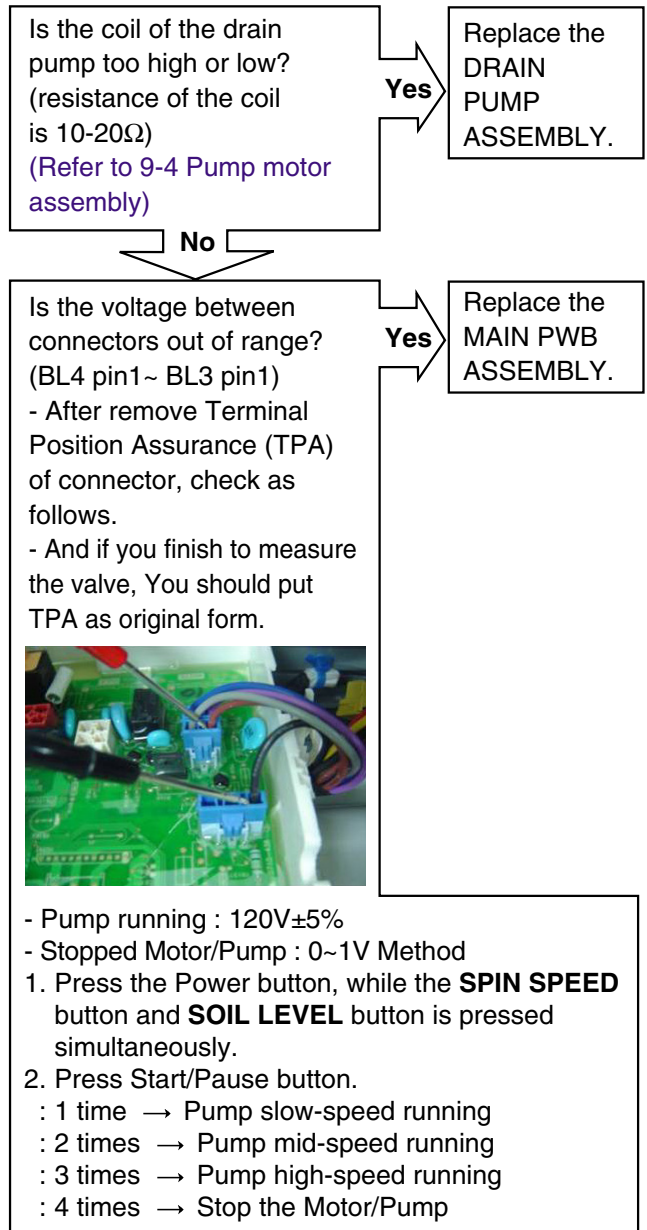 Is the coil of the drain
pump too high or low?
(resistance of the coil
is 10-20Ω)
(Refer to 9-4 Pump motor
assembly)
Yes
Replace the
DRAIN
PUMP
ASSEMBLY.
No
Is the voltage between
connectors out of range?
(BL4 pin1~ BL3 pin1)
- After remove Terminal
Position Assurance (TPA)
of connector, check as
follows.
- And if you finish to measure
the valve, You should put
TPA as original form.
Yes
Replace the
MAIN PWB
ASSEMBLY.
- Pump running : 120V±5%
- Stopped Motor/Pump : 0~1V Method
1. Press the Power button, while the SPIN SPEED
button and SOIL LEVEL button is pressed
simultaneously.
2. Press Start/Pause button.
: 1 time → Pump slow-speed running
: 2 times → Pump mid-speed running
: 3 times → Pump high-speed running
: 4 times → Stop the Motor/Pump